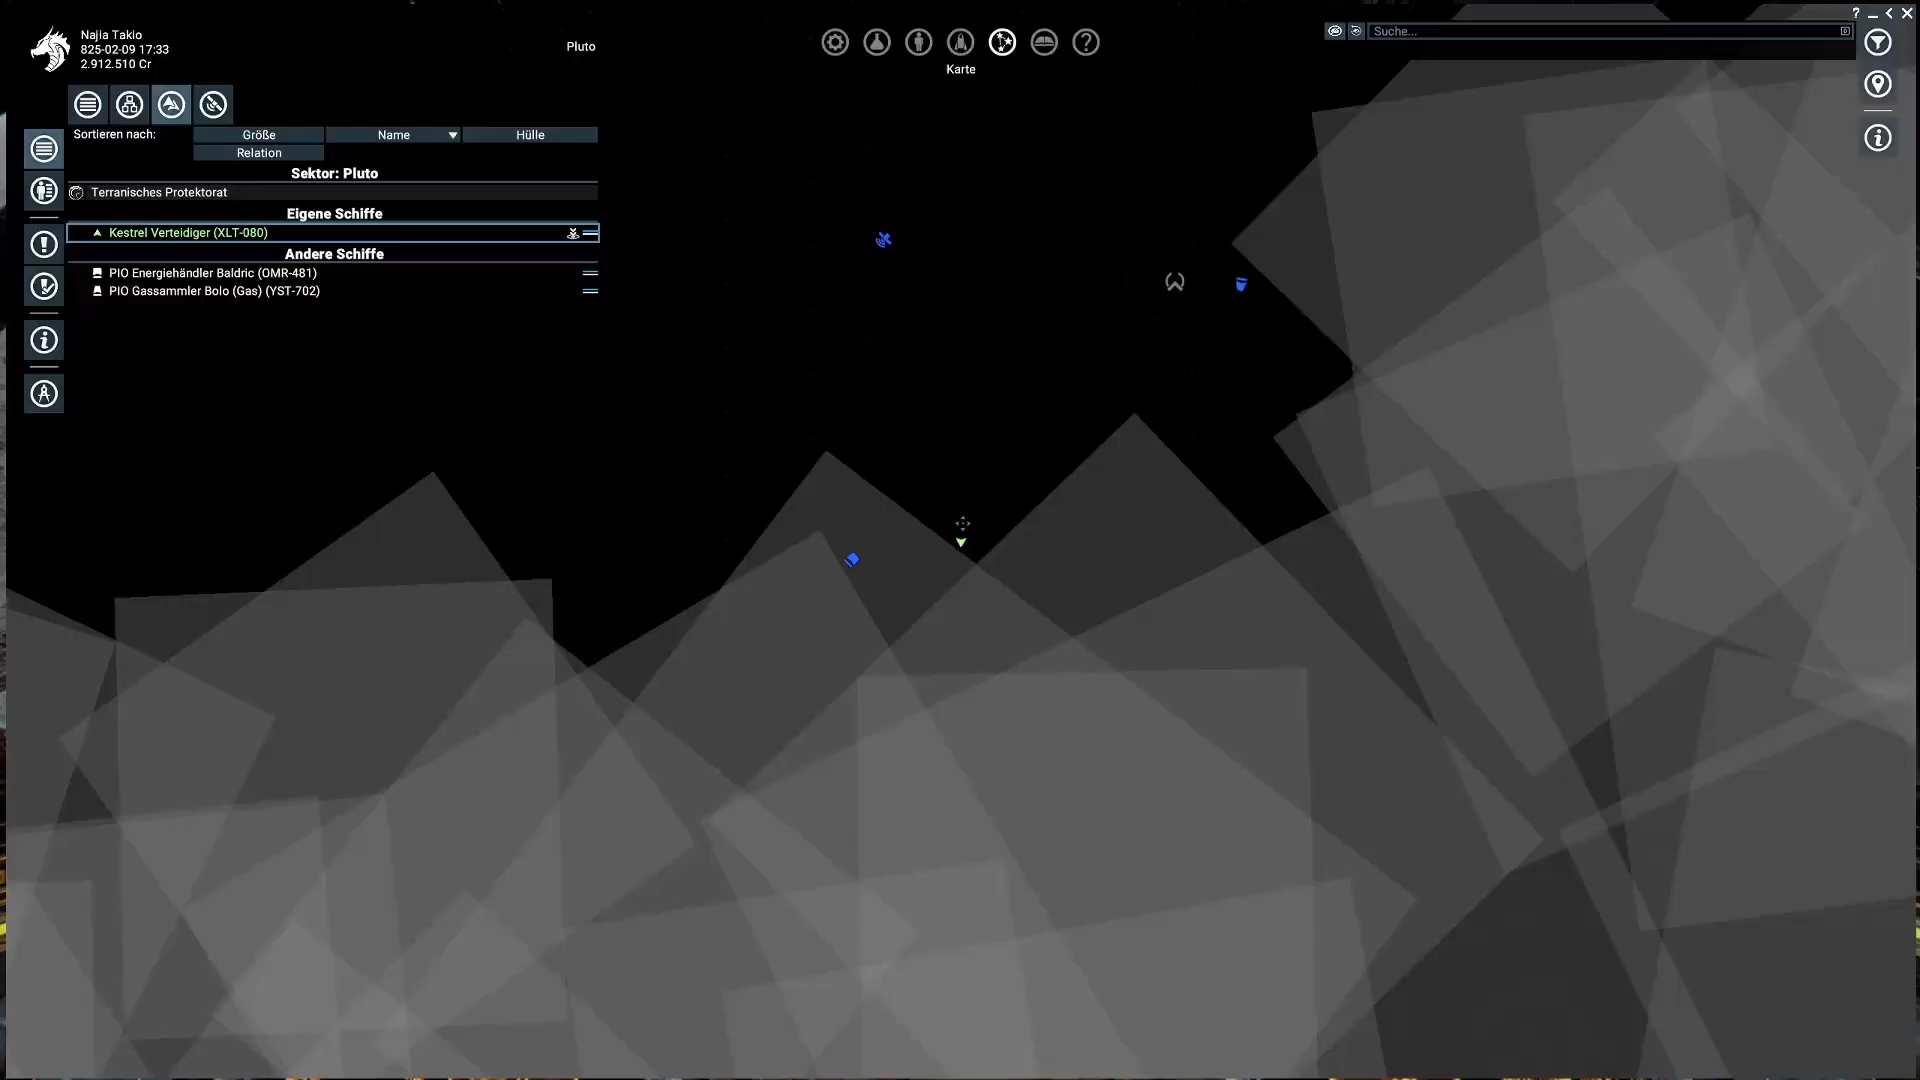 Najia Takio
825-02-09 17:33
2.912.510 Cr
Pluto
Karte
Suche...
Sortieren nach:
Größe
Name
Hülle
Relation
Sektor: Pluto
Terranisches Protektorat
Eigene Schiffe
Kestrel Verteidiger (XLT-080)
Andere Schiffe
PIO Energiehändler Baldric (OMR-481)
PIO Gassammler Bolo (Gas) (YST-702)